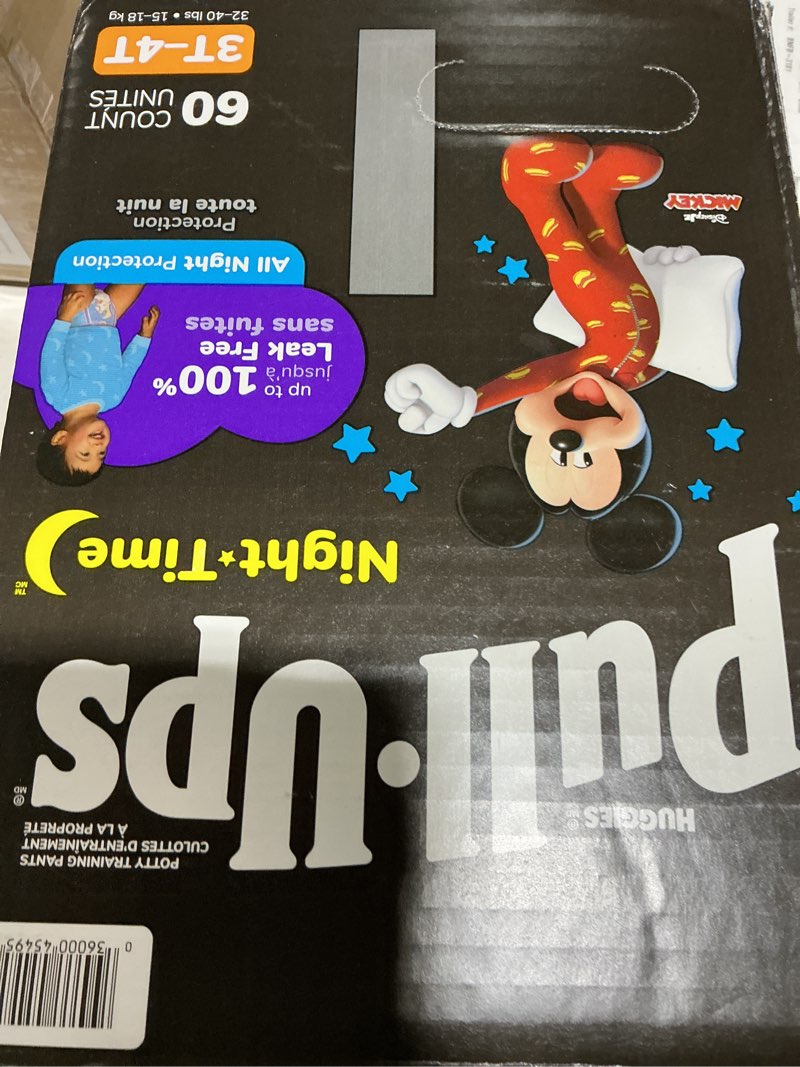 0 36000 45495
POTTY TRAINING PANTS
CULOTTES D'ENTRAÎNEMENT
À LA PROPRETÉ
HUGGIES MD
pull·ups
® MD
Night★Time
TM
MC
up to
jusqu'à
100%
Leak Free
sans fuites
All Night Protection
Protection
toute la nuit
Disney JR.
MICKEY
60 COUNT
UNITÉS
3T–4T
32-40 lbs • 15-18 kg